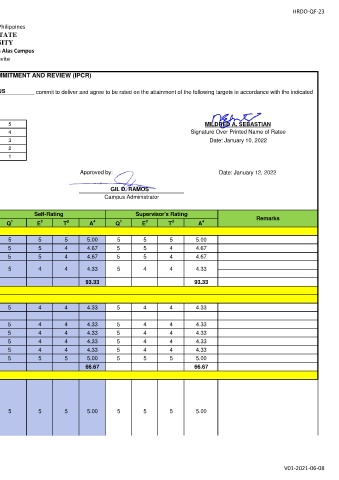 HRDO-QF-23
Philippines
TATE
SITY
Alas Campus
vite
MMITMENT AND REVIEW (IPCR)
US commit to deliver and agree to be rated on the attainment of the following targets in accordance with the indicated
MILDRED A. SEBASTIAN
5 Signature Over Printed Name of Ratee
4 Date: January 10, 2022
3
2
1
Approved by: Date: January 12, 2022
GIL D. RAMOS
Campus Administrator
Self-Rating Supervisor's Rating Remarks
Q¹ E² T³ A⁴ Q¹ E² T³ A⁴
5 5 5 5.00 5 5 5 5.00
5 5 4 4.67 5 5 4 4.67
5 5 4 4.67 5 5 4 4.67
5 4 4 4.33 5 4 4 4.33
93.33 93.33
5 4 4 4.33 5 4 4 4.33
5 4 4 4.33 5 4 4 4.33
5 4 4 4.33 5 4 4 4.33
5 4 4 4.33 5 4 4 4.33
5 4 4 4.33 5 4 4 4.33
5 5 5 5.00 5 5 5 5.00
66.67 66.67
5 5 5 5.00 5 5 5 5.00
V01-2021-06-08